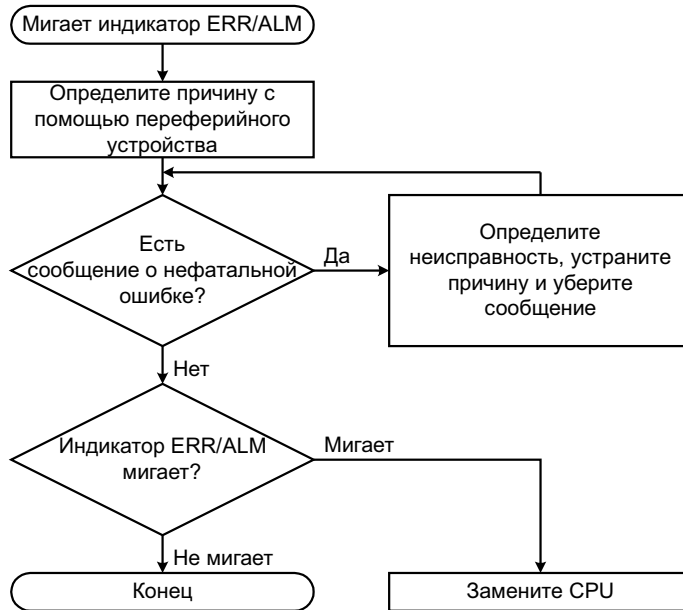 Мигает индикатор ERR/ALM
Определите причину с
помощью переферийного
устройства
Есть
сообщение о нефатальной
ошибке?
Да
Определите
неисправность, устраните
причину и уберите
сообщение
Нет
Индикатор ERR/ALM
мигает?
Мигает
Не мигает
Конец
Замените CPU